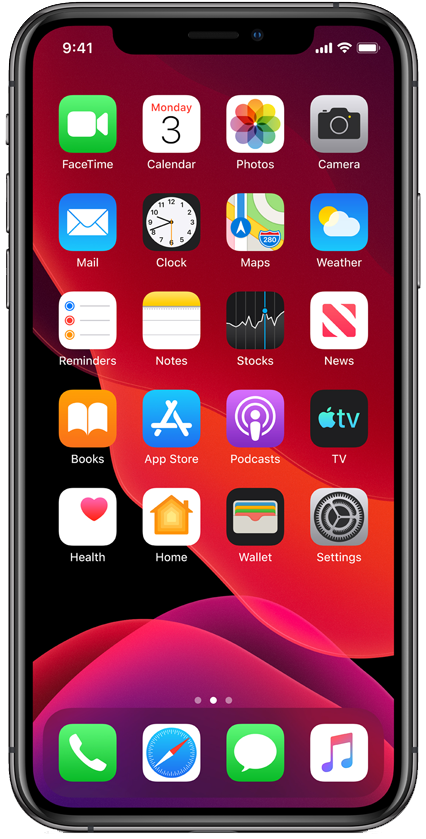 9:41
Monday
3
FaceTime Calendar Photos Camera
12
280
Mail Clock Maps Weather
Reminders Notes Stocks News
tv
Books App Store Podcasts TV
Health Home Wallet Settings